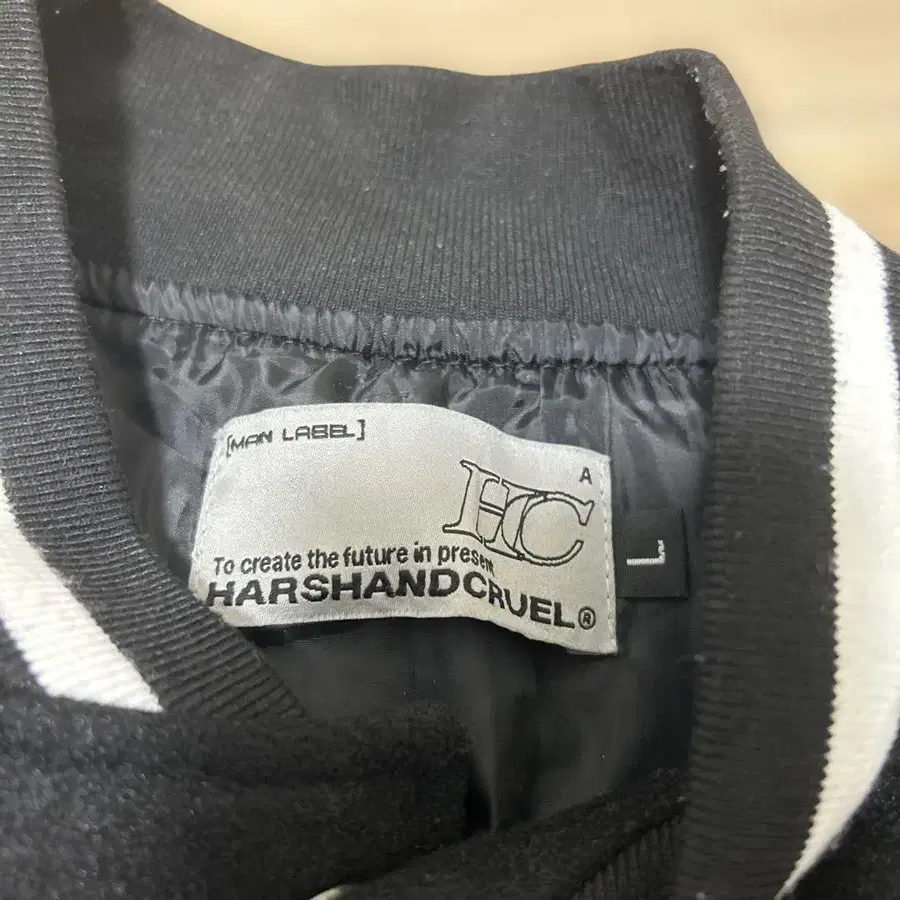 [MAN LABEL]
A
HC
To create the future in present
HARSHANDCRUEL®
L